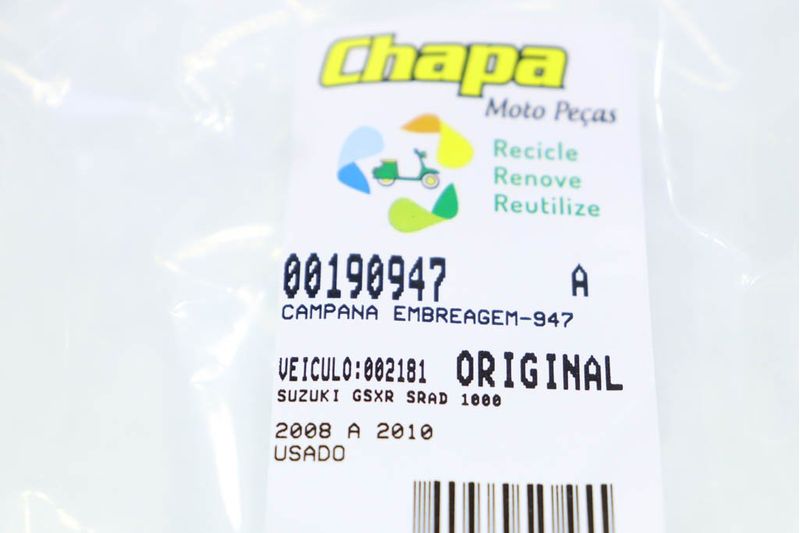 Chapa
Moto Peças
Recicle
Renove
Reutilize
00190947 A
CAMPANA EMBREAGEM-947
VEICULO:002181 ORIGINAL
SUZUKI GSXR SRAD 1000
2008 A 2010
USADO